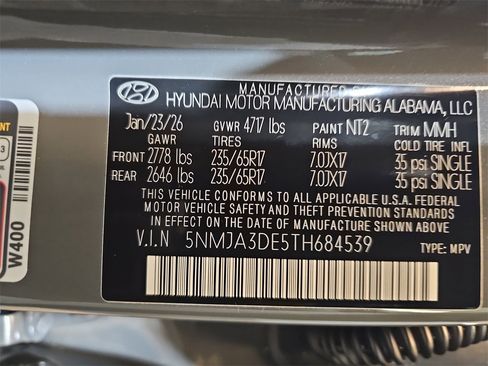 MANUFACTURED BY
HYUNDAI MOTOR MANUFACTURING ALABAMA, LLC
Jan/23/26 GVWR 4717 lbs PAINT NT2 TRIM MMH
GAWR TIRES RIMS COLD TIRE INFL
FRONT 2778 lbs 235/65R17 7.0JX17 35 psi SINGLE
REAR 2646 lbs 235/65R17 7.0JX17 35 psi SINGLE
THIS VEHICLE CONFORMS TO ALL APPLICABLE U.S.A. FEDERAL
MOTOR VEHICLE SAFETY AND THEFT PREVENTION STANDARDS
IN EFFECT ON THE DATE OF MANUFACTURE SHOWN ABOVE
V.I.N 5NMJA3DE5TH684539 TYPE: MPV
W400